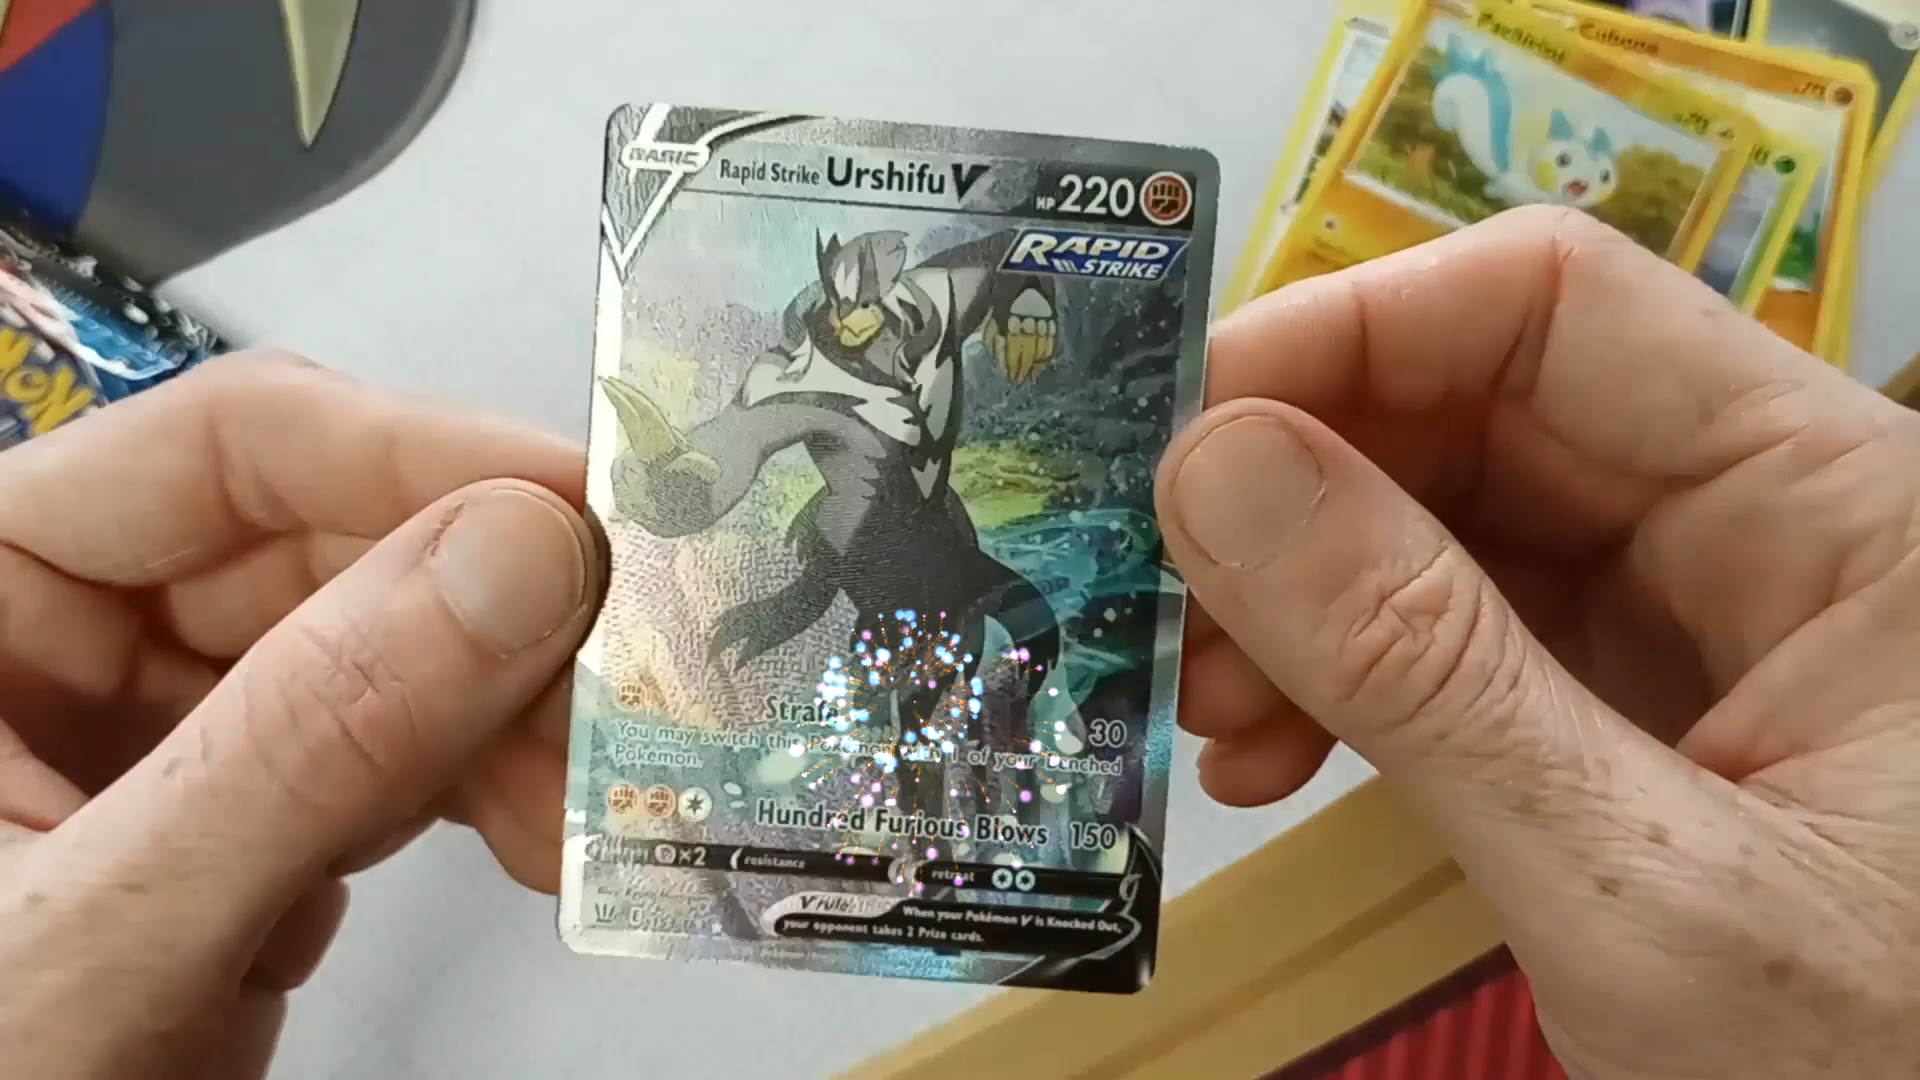 BASIC
Rapid Strike Urshifu V
HP 220
RAPID
STRIKE
Strafe 30
You may switch this Pokémon with 1 of your Benched
Pokémon.
Hundred Furious Blows 150
×2
resistance
retreat
V rule
When your Pokémon V is Knocked Out,
your opponent takes 2 Prize cards.
Pachirisu
Cubone